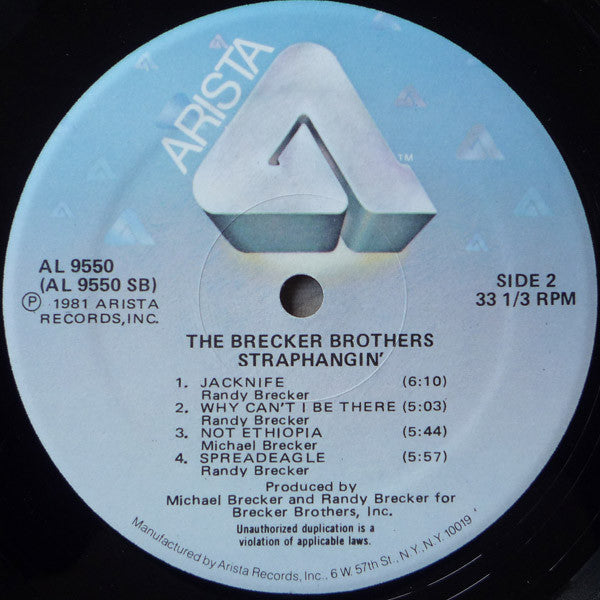 ARISTA
TM
AL 9550
(AL 9550 SB)
Ⓟ 1981 ARISTA
RECORDS,INC.
SIDE 2
33 1/3 RPM
THE BRECKER BROTHERS
STRAPHANGIN'
1. JACKNIFE (6:10)
Randy Brecker
2. WHY CAN'T I BE THERE (5:03)
Randy Brecker
3. NOT ETHIOPIA (5:44)
Michael Brecker
4. SPREADEAGLE (5:57)
Randy Brecker
Produced by
Michael Brecker and Randy Brecker for
Brecker Brothers, Inc.
Unauthorized duplication is a
violation of applicable laws.
Manufactured by Arista Records, Inc., 6 W. 57th St., N.Y., N.Y. 10019